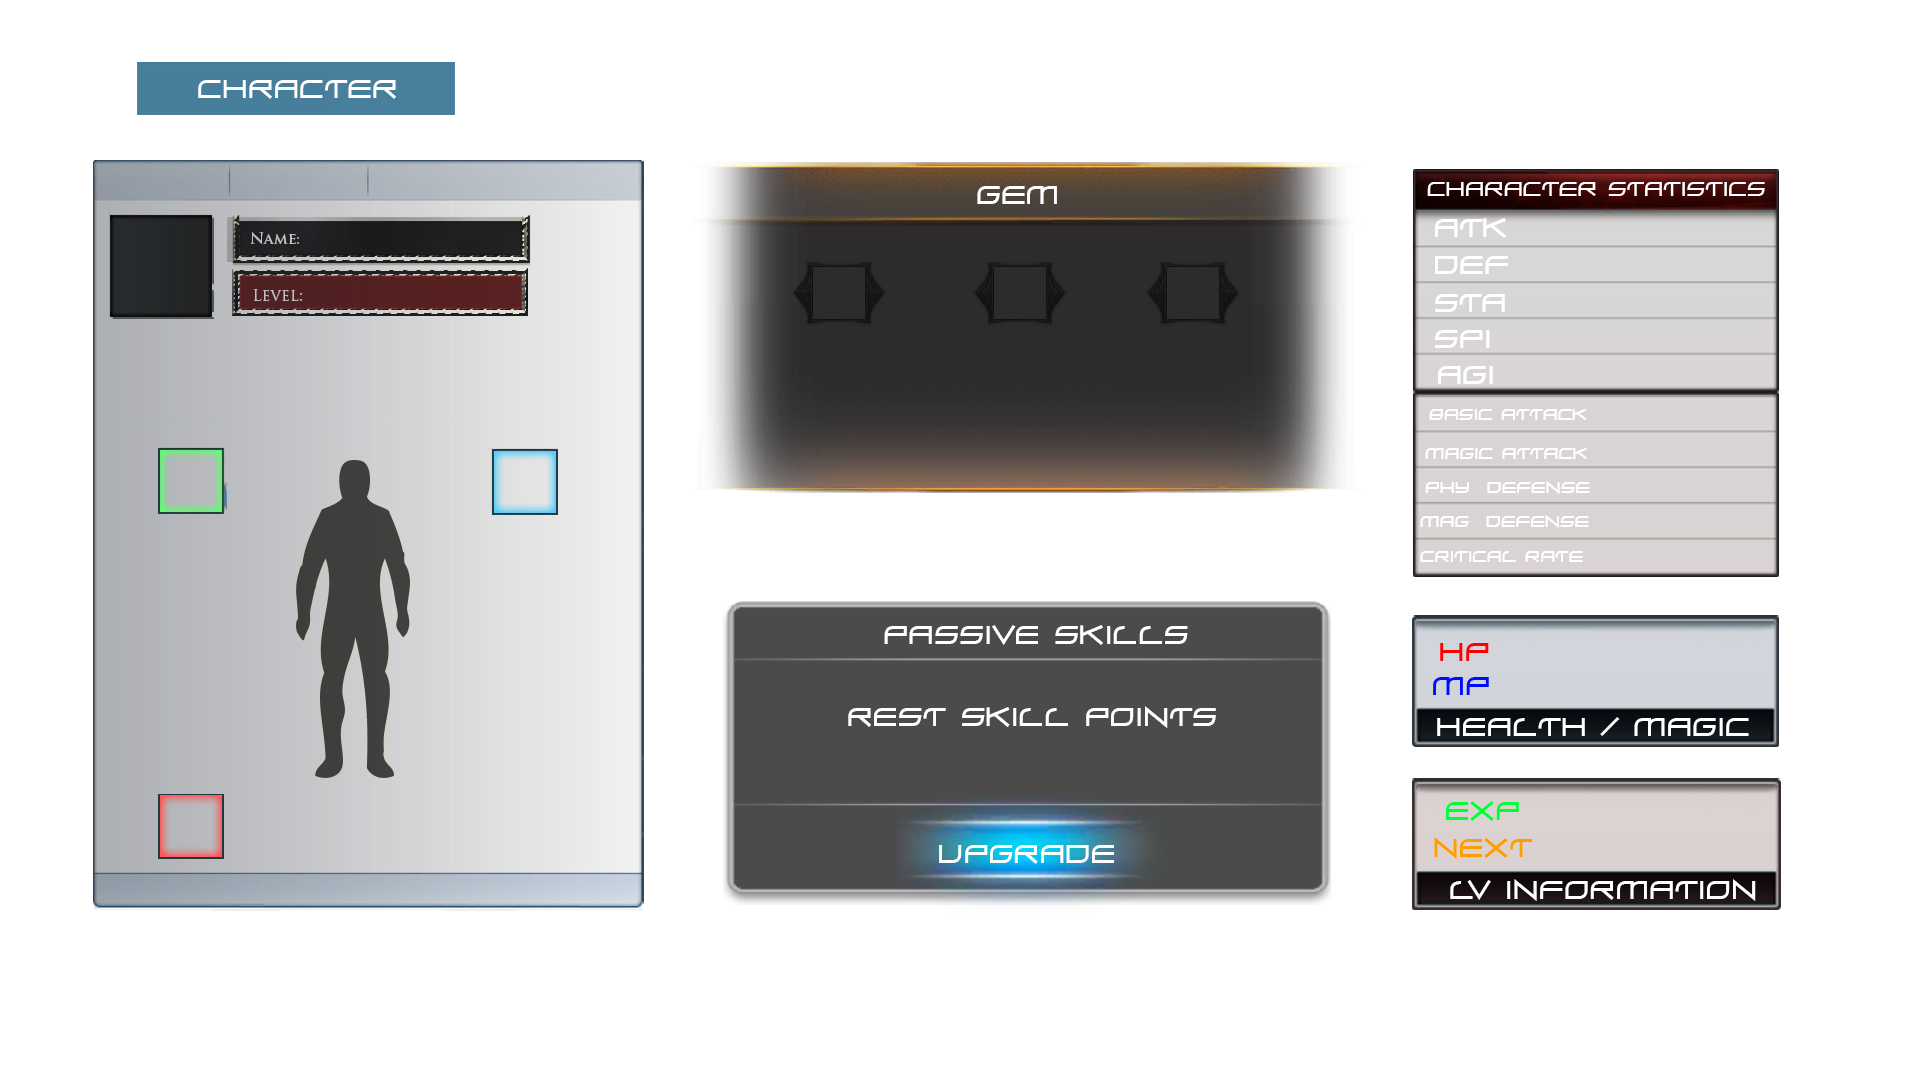 CHRACTER
NAME:
LEVEL:
GEM
PASSIVE SKILLS
REST SKILL POINTS
UPGRADE
CHARACTER STATISTICS
ATK
DEF
STA
SPI
AGI
BASIC ATTACK
MAGIC ATTACK
PHY DEFENSE
MAG DEFENSE
CRITICAL RATE
HP
MP
HEALTH / MAGIC
EXP
NEXT
LV INFORMATION